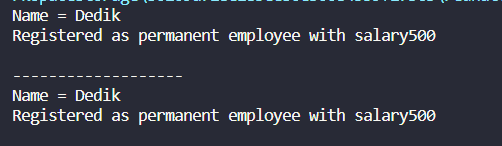 Name = Dedik
Registered as permanent employee with salary500
-------------------
Name = Dedik
Registered as permanent employee with salary500